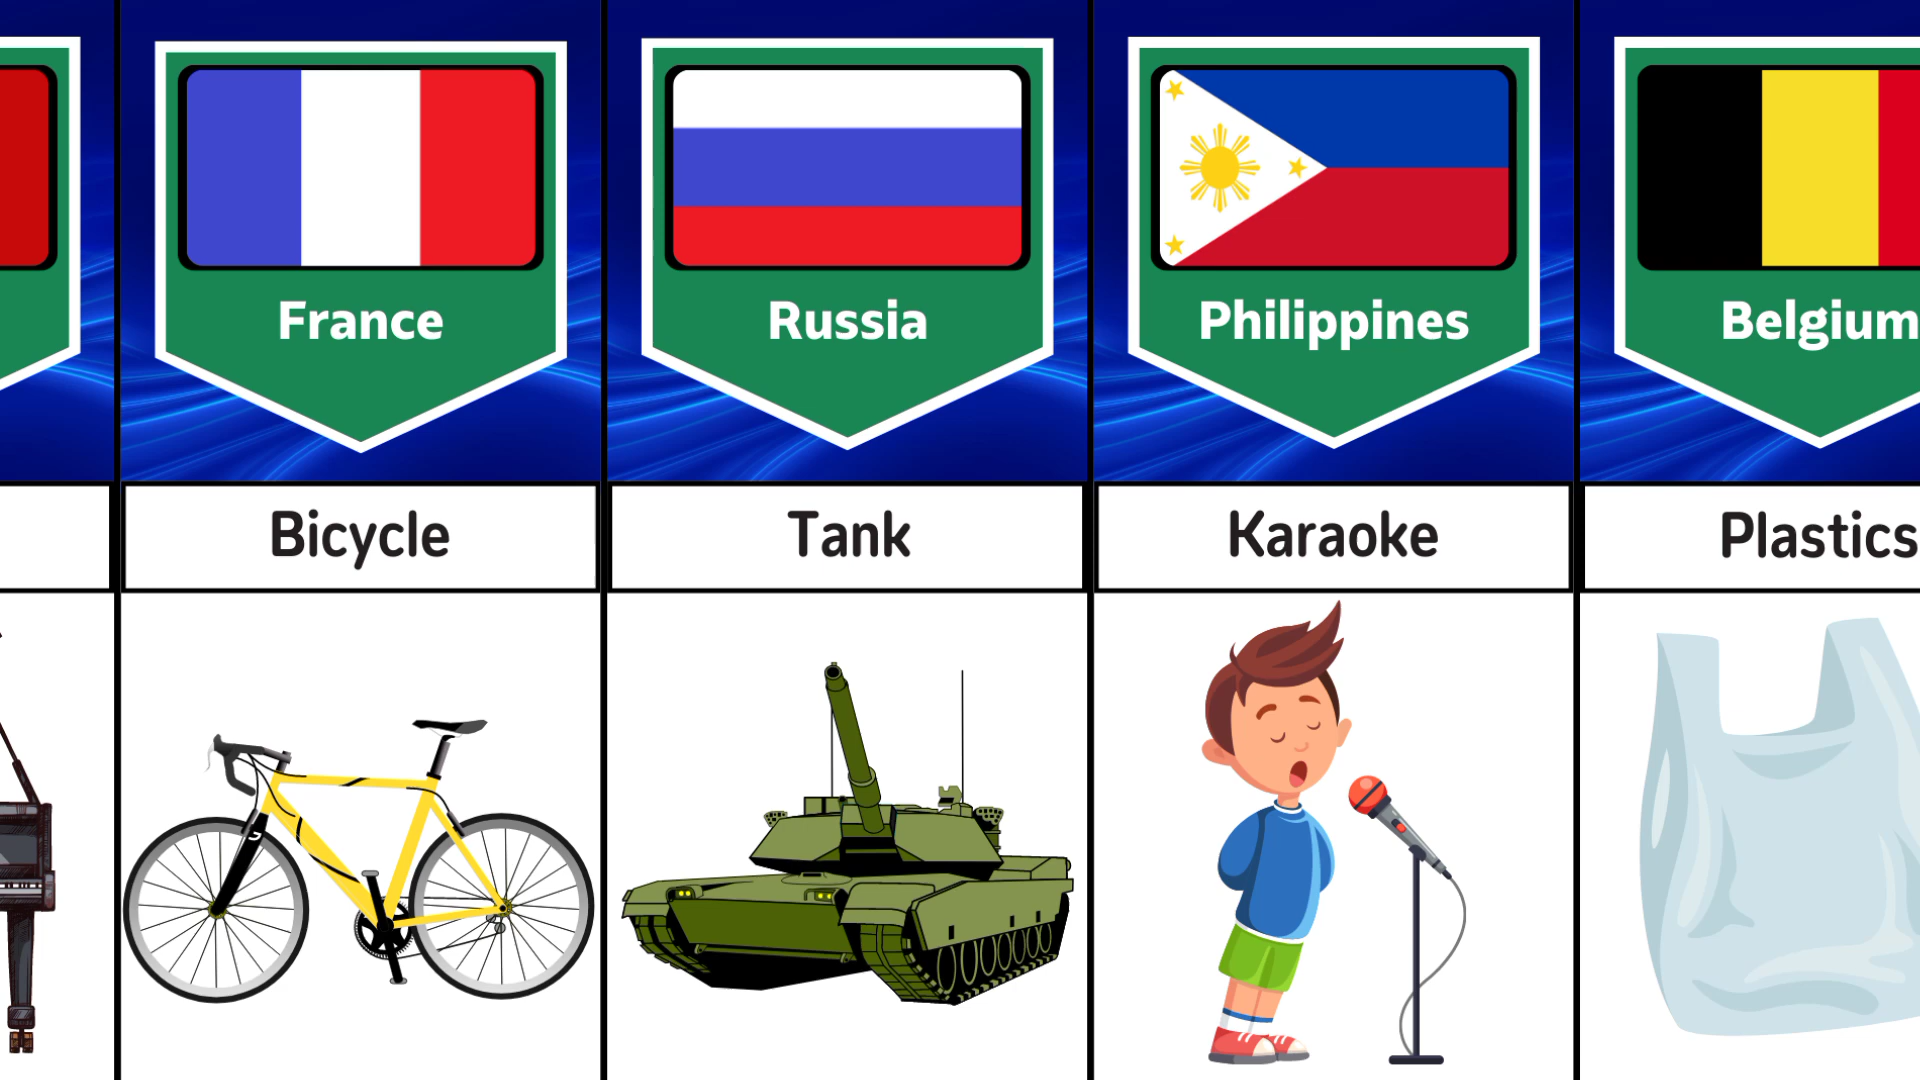 France
Russia
Philippines
Belgium
Bicycle
Tank
Karaoke
Plastics